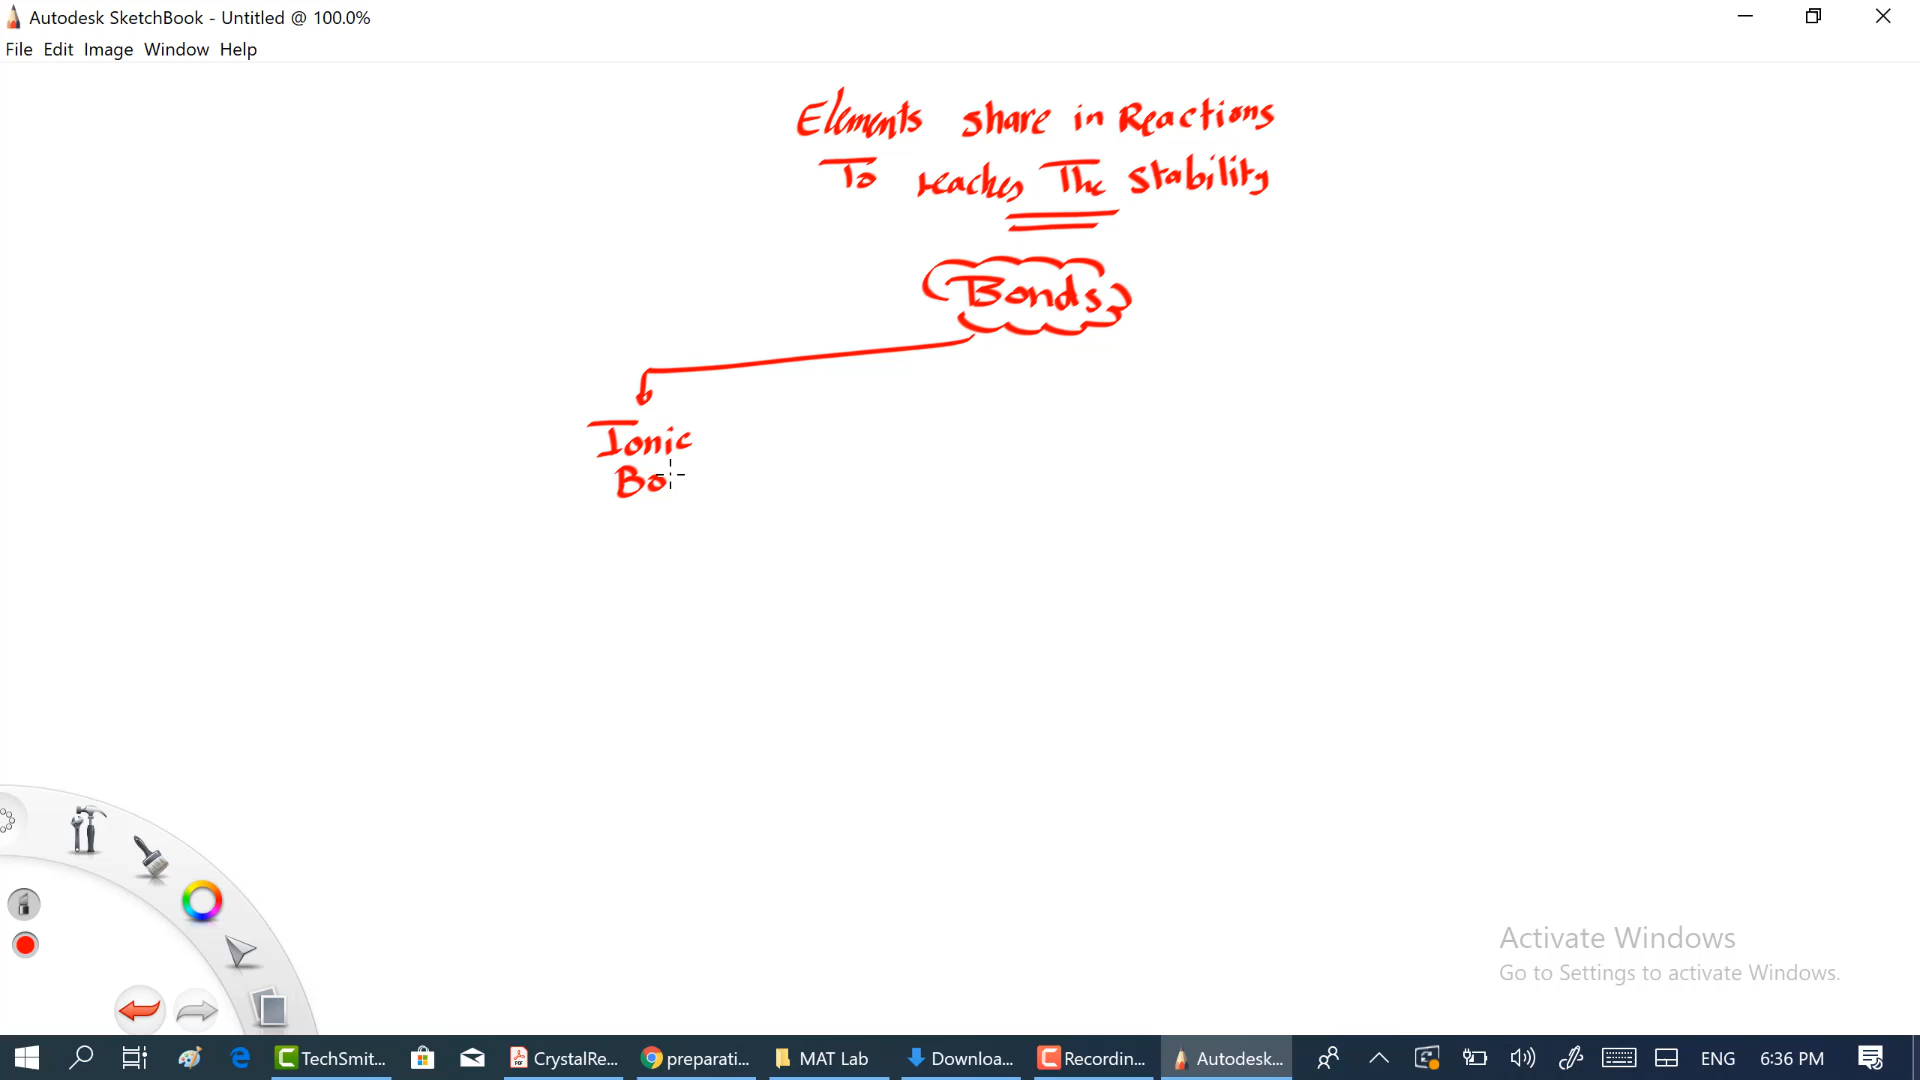 Autodesk SketchBook - Untitled @ 100.0%
File Edit Image Window Help
Elements share in Reactions
To reaches The stability
Bonds
Ionic
Bo
Activate Windows
Go to Settings to activate Windows.
TechSmit... CrystalRe... preparati... MAT Lab Downloa... Recordin... Autodesk... ENG 6:36 PM